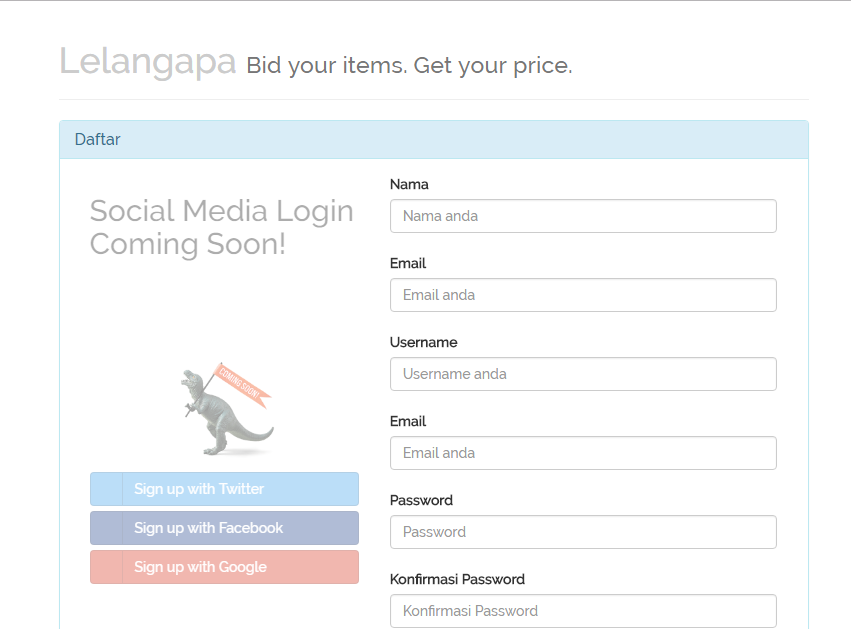 Lelangapa Bid your items. Get your price.
Daftar
Social Media Login
Coming Soon!
COMING SOON!
Sign up with Twitter
Sign up with Facebook
Sign up with Google
Nama
Nama anda
Email
Email anda
Username
Username anda
Email
Email anda
Password
Password
Konfirmasi Password
Konfirmasi Password